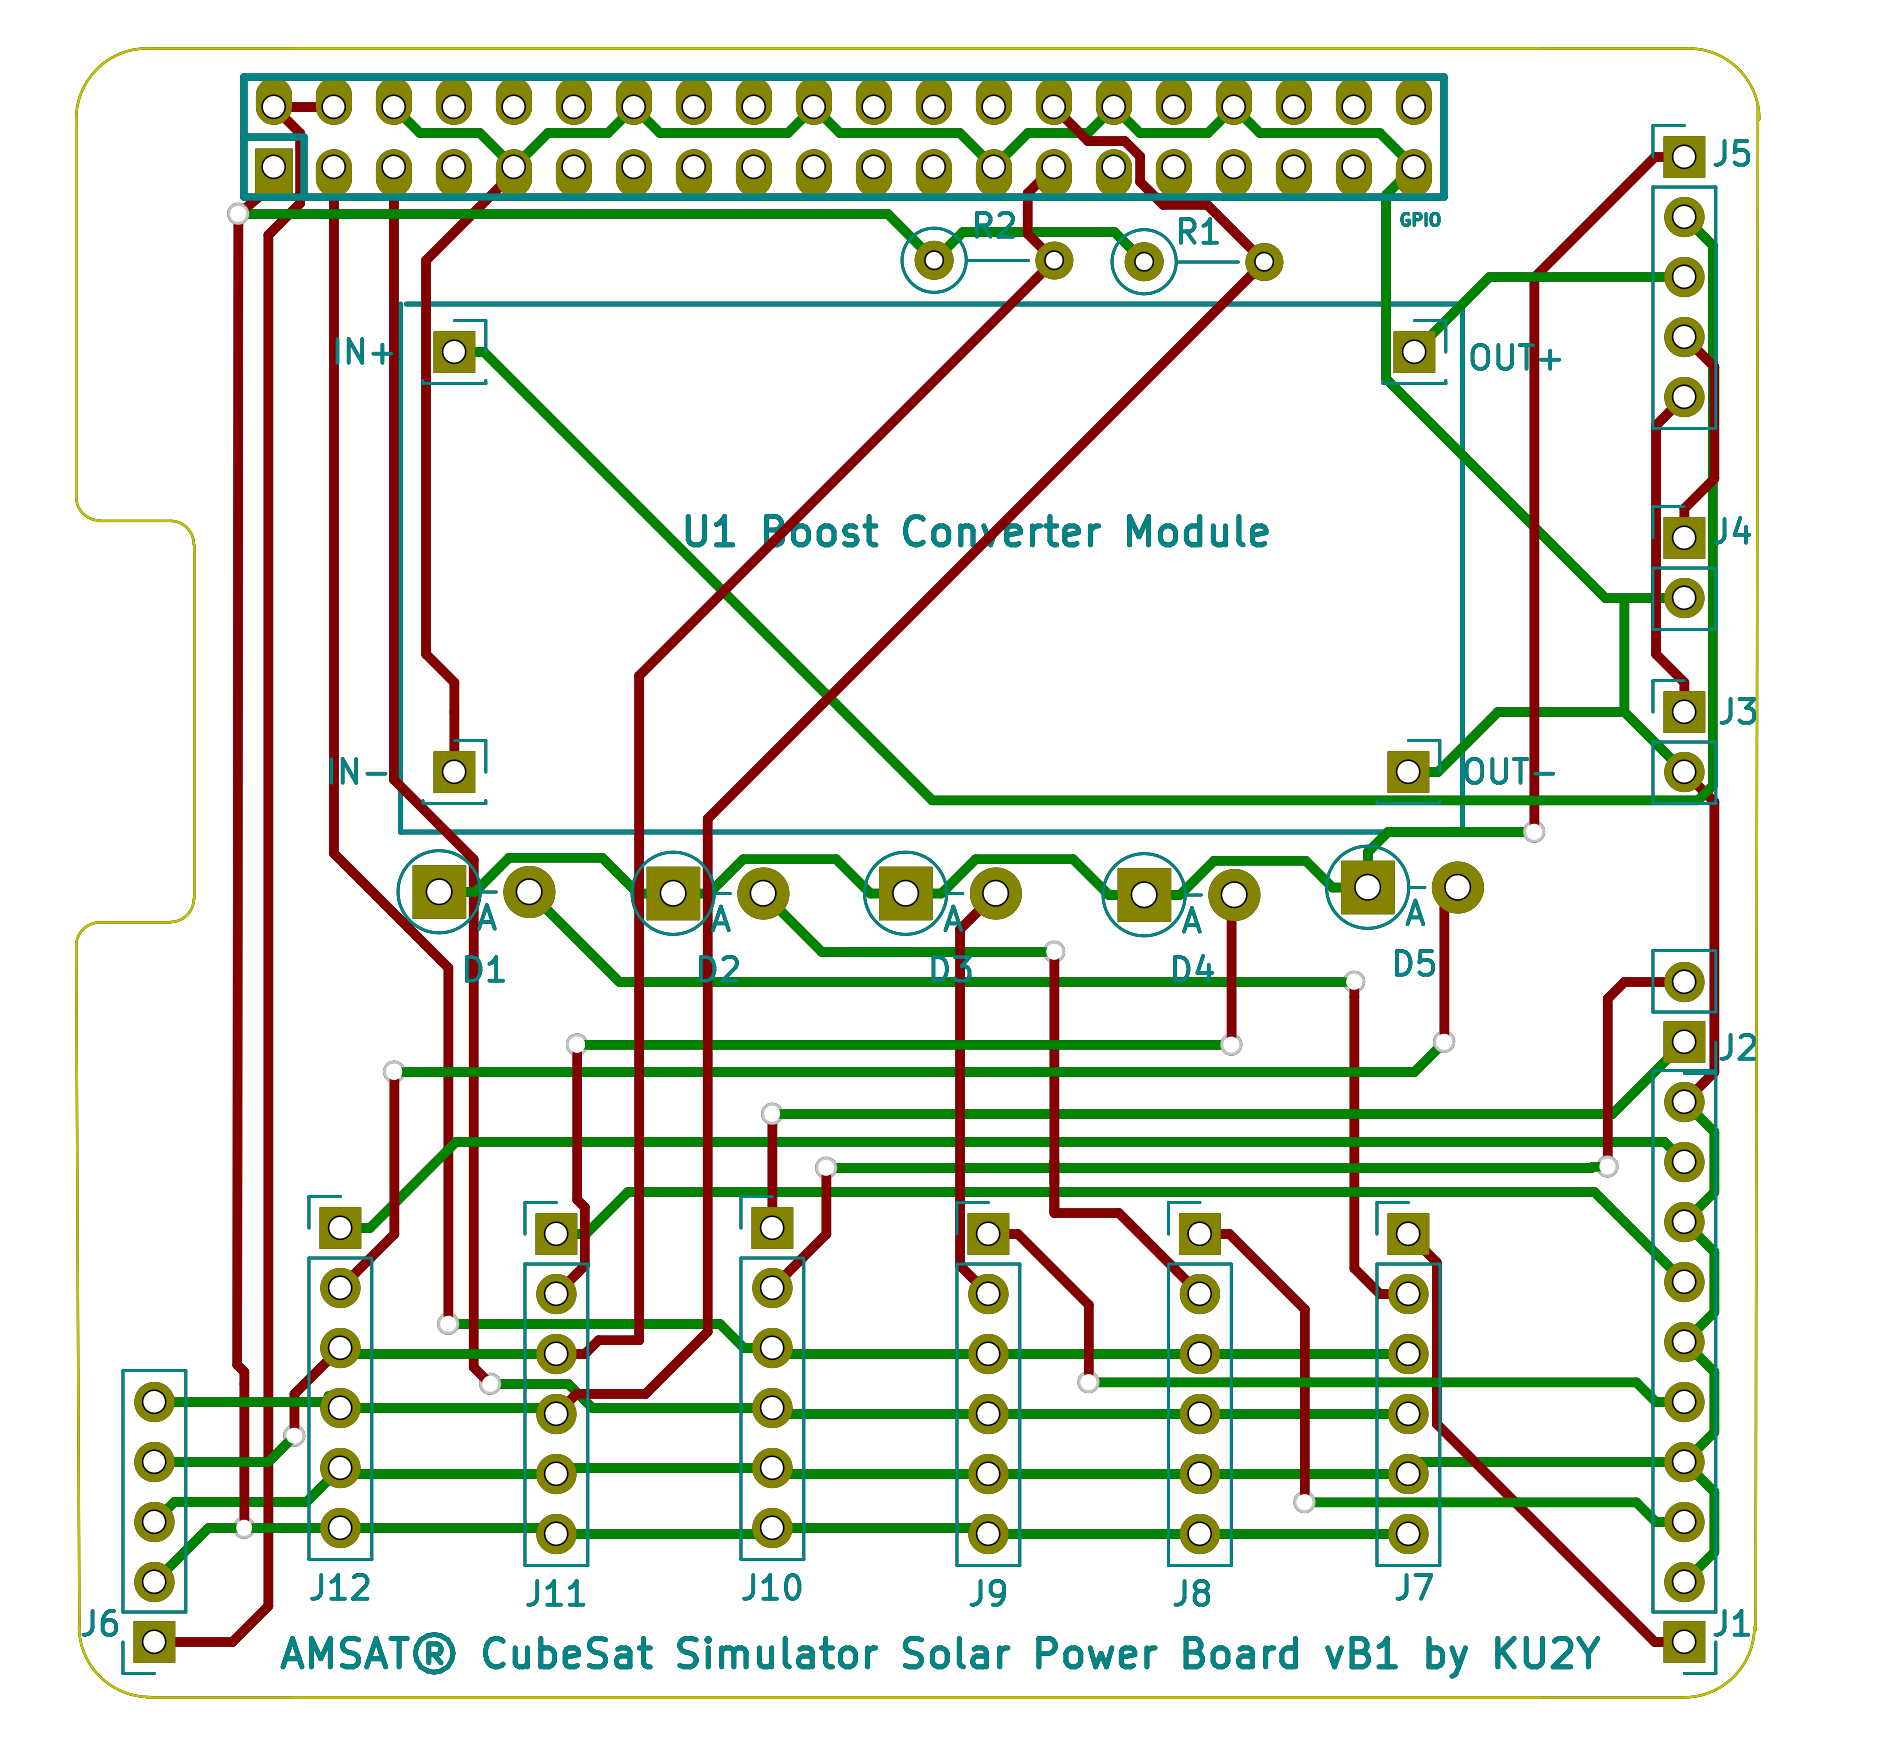 J5
GPIO
R2
R1
IN+
OUT+
U1 Boost Converter Module
J4
J3
IN-
OUT-
A
A
A
A
A
D1
D2
D3
D4
D5
J2
J12
J11
J10
J9
J8
J7
J6
J1
AMSAT® CubeSat Simulator Solar Power Board vB1 by KU2Y